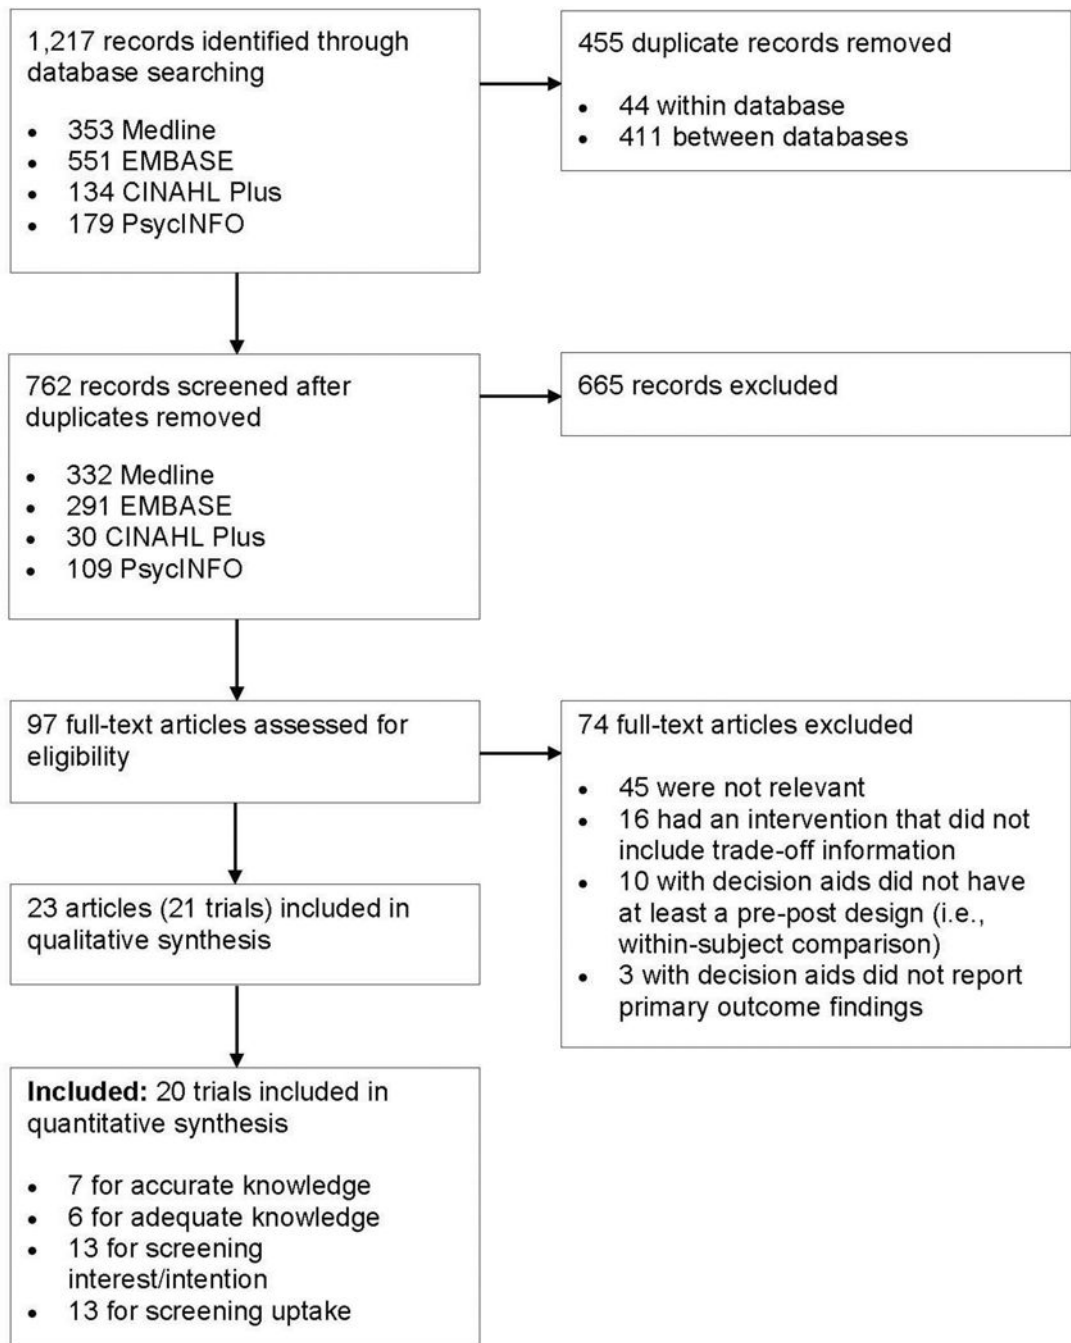 1,217 records identified through
database searching
• 353 Medline
• 551 EMBASE
• 134 CINAHL Plus
• 179 PsycINFO
455 duplicate records removed
• 44 within database
• 411 between databases
762 records screened after
duplicates removed
• 332 Medline
• 291 EMBASE
• 30 CINAHL Plus
• 109 PsycINFO
665 records excluded
97 full-text articles assessed for
eligibility
74 full-text articles excluded
• 45 were not relevant
• 16 had an intervention that did not
include trade-off information
• 10 with decision aids did not have
at least a pre-post design (i.e.,
within-subject comparison)
• 3 with decision aids did not report
primary outcome findings
23 articles (21 trials) included in
qualitative synthesis
Included: 20 trials included in
quantitative synthesis
• 7 for accurate knowledge
• 6 for adequate knowledge
• 13 for screening
interest/intention
• 13 for screening uptake